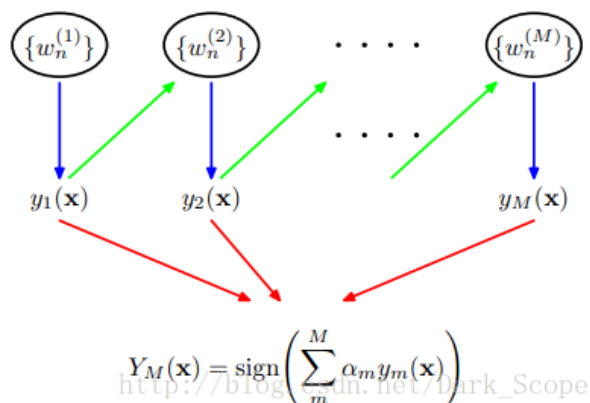 {w_n^{(1)}} {w_n^{(2)}} . . . . {w_n^{(M)}}
. . . .
y_1(x) y_2(x) y_M(x)
Y_M(x) = sign(∑_m^M α_m y_m(x))
http://blog.csdn.net/Dark_Scope